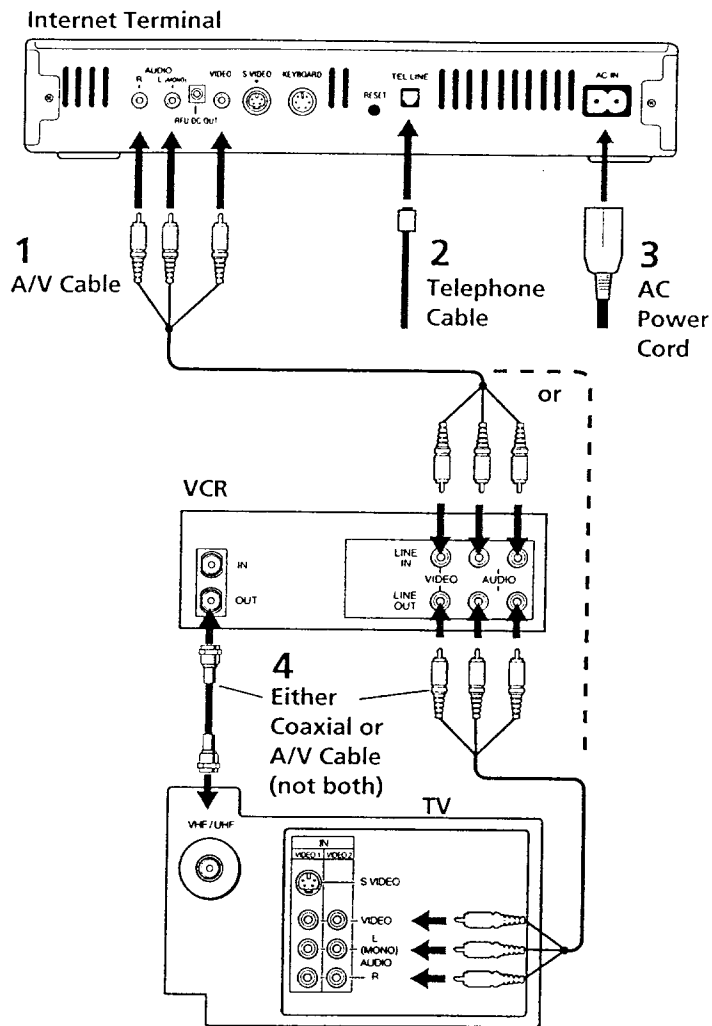 Internet Terminal
AUDIO
R L (MONO)
RFU DC OUT
VIDEO
S VIDEO
KEYBOARD
RESET
TEL LINE
AC IN
1
A/V Cable
2
Telephone
Cable
3
AC
Power
Cord
or
VCR
IN
OUT
LINE
IN
VIDEO
AUDIO
LINE
OUT
4
Either
Coaxial or
A/V Cable
(not both)
TV
VHF/UHF
IN
VIDEO 1 VIDEO 2
S VIDEO
VIDEO
L
(MONO)
AUDIO
R